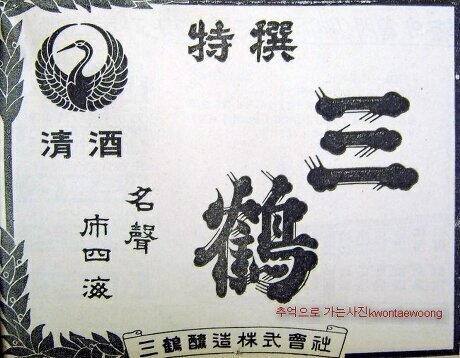 特撰
清酒
三鶴
名聲
四海
추억으로 가는사진kwontaewoong
三鶴釀造株式會社